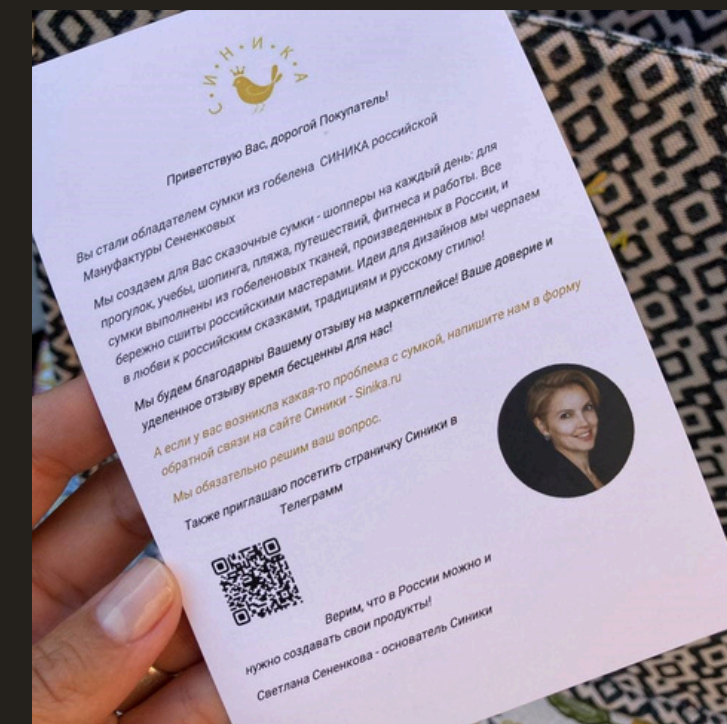 С·И·Н·И·К·А
Приветствую Вас, дорогой Покупатель!
Вы стали обладателем сумки из гобелена СИНИКА российской
Мануфактуры Сененковых
Мы создаем для Вас сказочные сумки - шопперы на каждый день: для
прогулок, учебы, шопинга, пляжа, путешествий, фитнеса и работы. Все
сумки выполнены из гобеленовых тканей, произведенных в России, и
бережно сшиты российскими мастерами. Идеи для дизайнов мы черпаем
в любви к российским сказкам, традициям и русскому стилю!
Мы будем благодарны Вашему отзыву на маркетплейсе! Ваше доверие и
уделенное отзыву время бесценны для нас!
А если у вас возникла какая-то проблема с сумкой, напишите нам в форму
обратной связи на сайте Синики - Sinika.ru
Мы обязательно решим ваш вопрос.
Также приглашаю посетить страничку Синики в
Телеграмм
Верим, что в России можно и
нужно создавать свои продукты!
Светлана Сененкова - основатель Синики